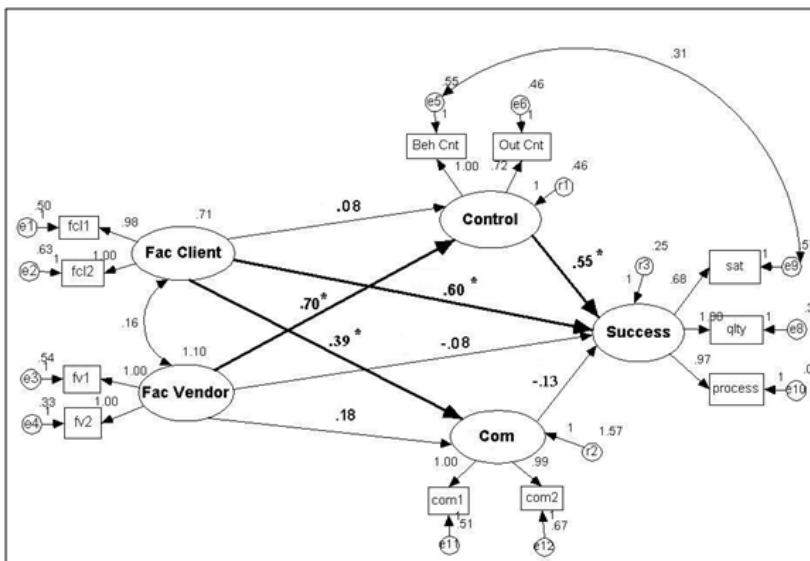 .31
.55
e5
1
.46
e6
1
Beh Cnt
Out Cnt
1.00
.72
.46
1
r1
.50
e1
1
fcl1
.98
.71
.08
Control
.63
e2
1
fcl2
1.00
Fac Client
.55 *
.25
r3
1
.68
sat
1
e9
.60 *
.70 *
.16
.39 *
Success
1.00
qlty
1
e8
-.08
.97
process
1
e10
.54
e3
1
fv1
1.00
1.10
.33
e4
1
fv2
1.00
Fac Vendor
.18
-.13
Com
1
r2
1.57
1.00
.99
com1
com2
1
.51
e11
1
.67
e12